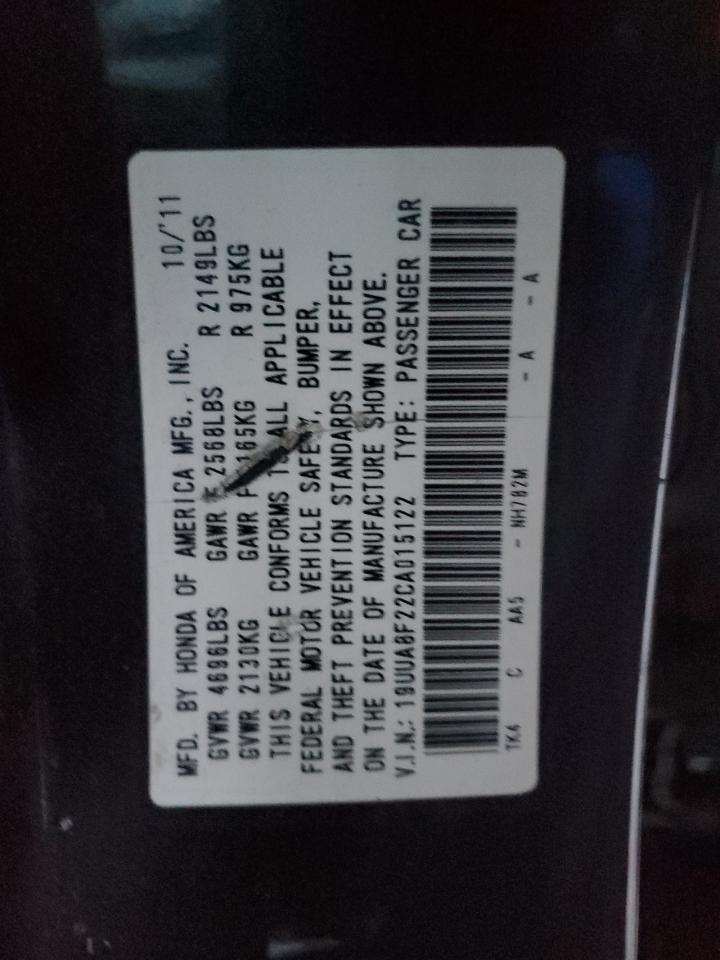 MFD. BY HONDA OF AMERICA MFG., INC. 10/'11
GVWR 4696LBS GAWR F 2568LBS R 2149LBS
GVWR 2130KG GAWR F 1165KG R 975KG
THIS VEHICLE CONFORMS TO ALL APPLICABLE
FEDERAL MOTOR VEHICLE SAFETY, BUMPER,
AND THEFT PREVENTION STANDARDS IN EFFECT
ON THE DATE OF MANUFACTURE SHOWN ABOVE.
V.I.N.: 19UUA8F22CA015122 TYPE: PASSENGER CAR
TK4 C AA5 - NH782M - A - A